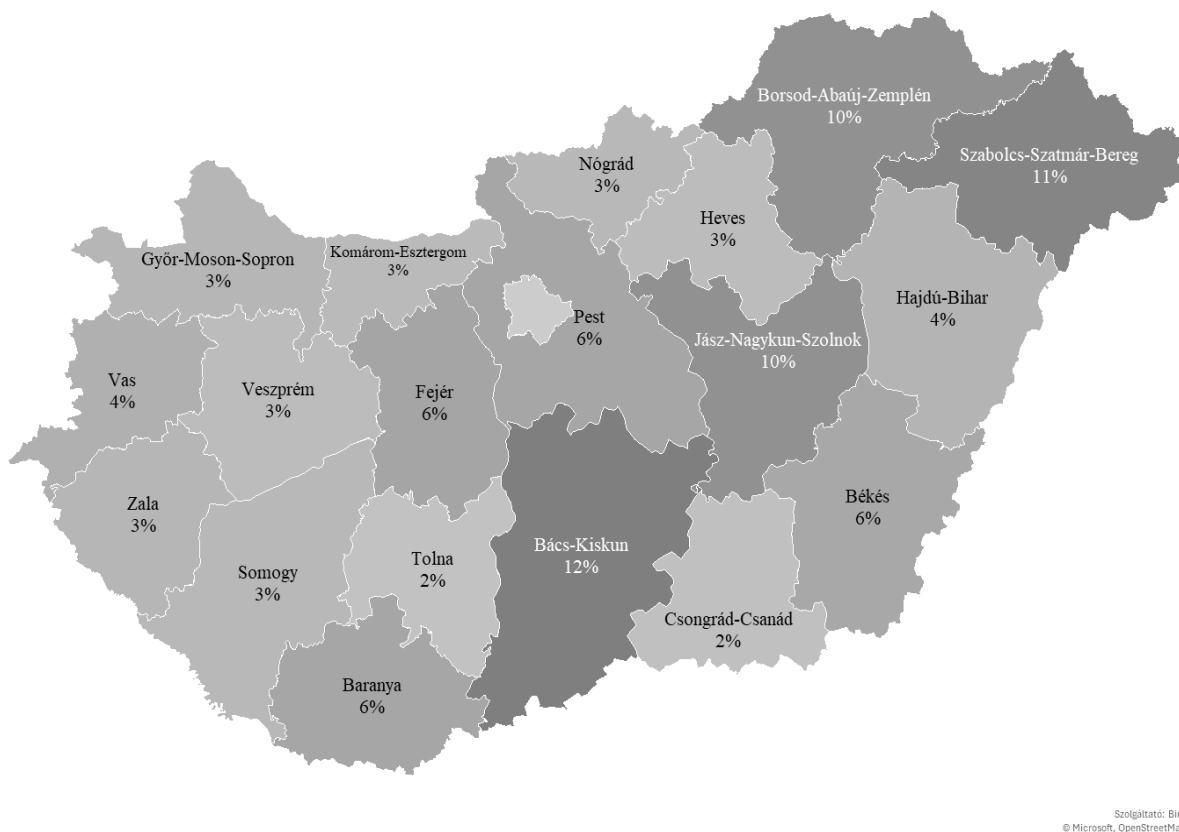 Borsod-Abaúj-Zemplén
10%
Szabolcs-Szatmár-Bereg
11%
Nógrád
3%
Heves
3%
Győr-Moson-Sopron
3%
Komárom-Esztergom
3%
Hajdú-Bihar
4%
Pest
6%
Jász-Nagykun-Szolnok
10%
Vas
4%
Veszprém
3%
Fejér
6%
Zala
3%
Békés
6%
Bács-Kiskun
12%
Tolna
2%
Somogy
3%
Csongrád-Csanád
2%
Baranya
6%
Szolgáltató:
© Microsoft,